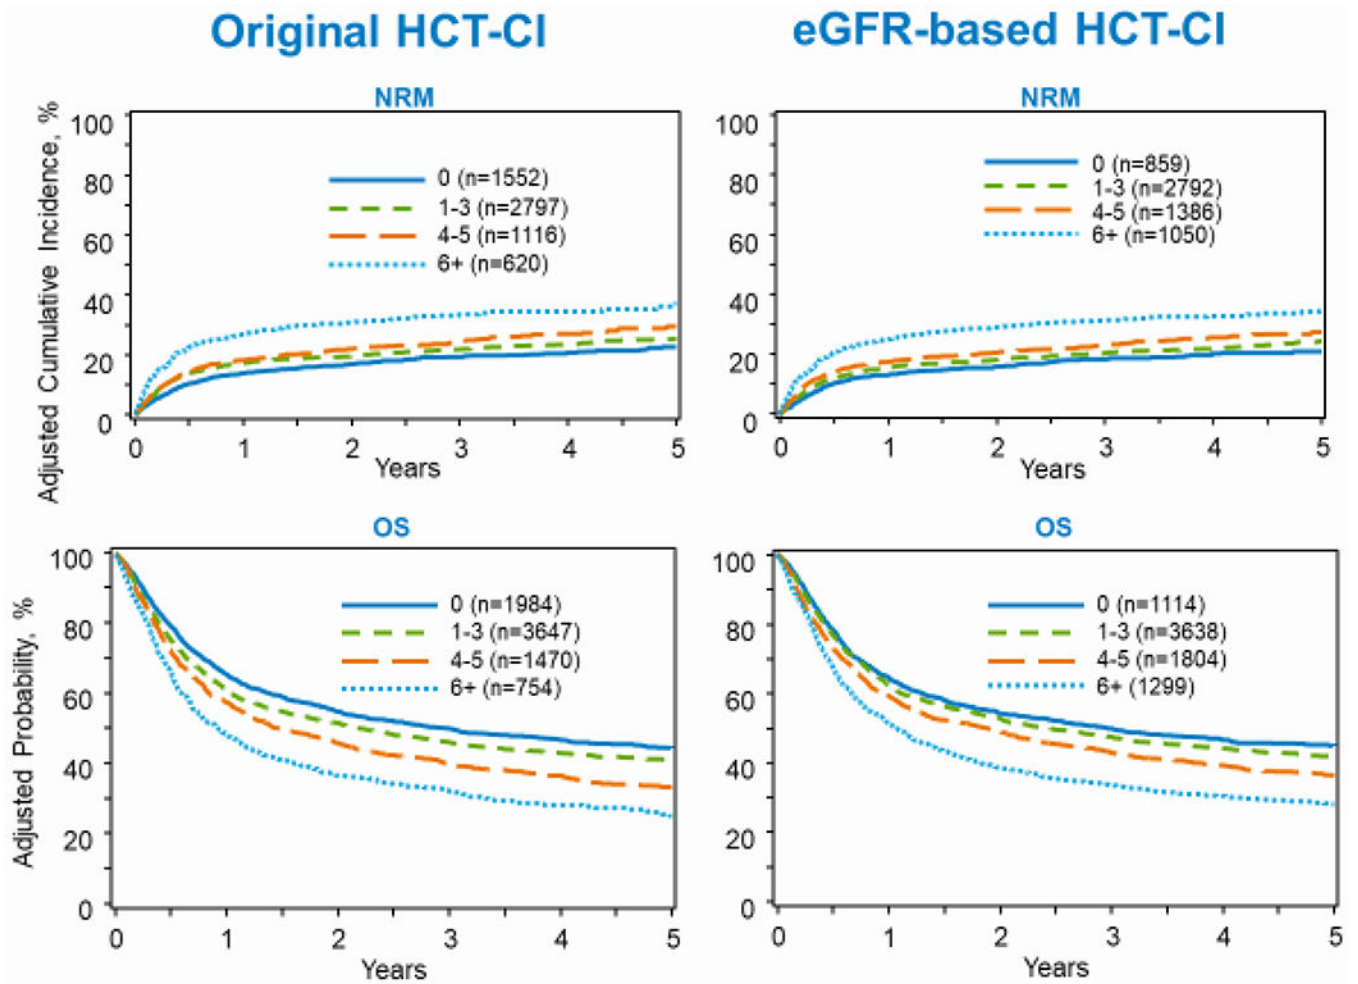 Original HCT-CI
eGFR-based HCT-CI
NRM
Adjusted Cumulative Incidence, %
100
80
60
40
20
0
0 (n=1552)
1-3 (n=2797)
4-5 (n=1116)
6+ (n=620)
0 1 2 3 4 5
Years
NRM
100
80
60
40
20
0
0 (n=859)
1-3 (n=2792)
4-5 (n=1386)
6+ (n=1050)
0 1 2 3 4 5
Years
OS
Adjusted Probability, %
100
80
60
40
20
0
0 (n=1984)
1-3 (n=3647)
4-5 (n=1470)
6+ (n=754)
0 1 2 3 4 5
Years
OS
100
80
60
40
20
0
0 (n=1114)
1-3 (n=3638)
4-5 (n=1804)
6+ (1299)
0 1 2 3 4 5
Years